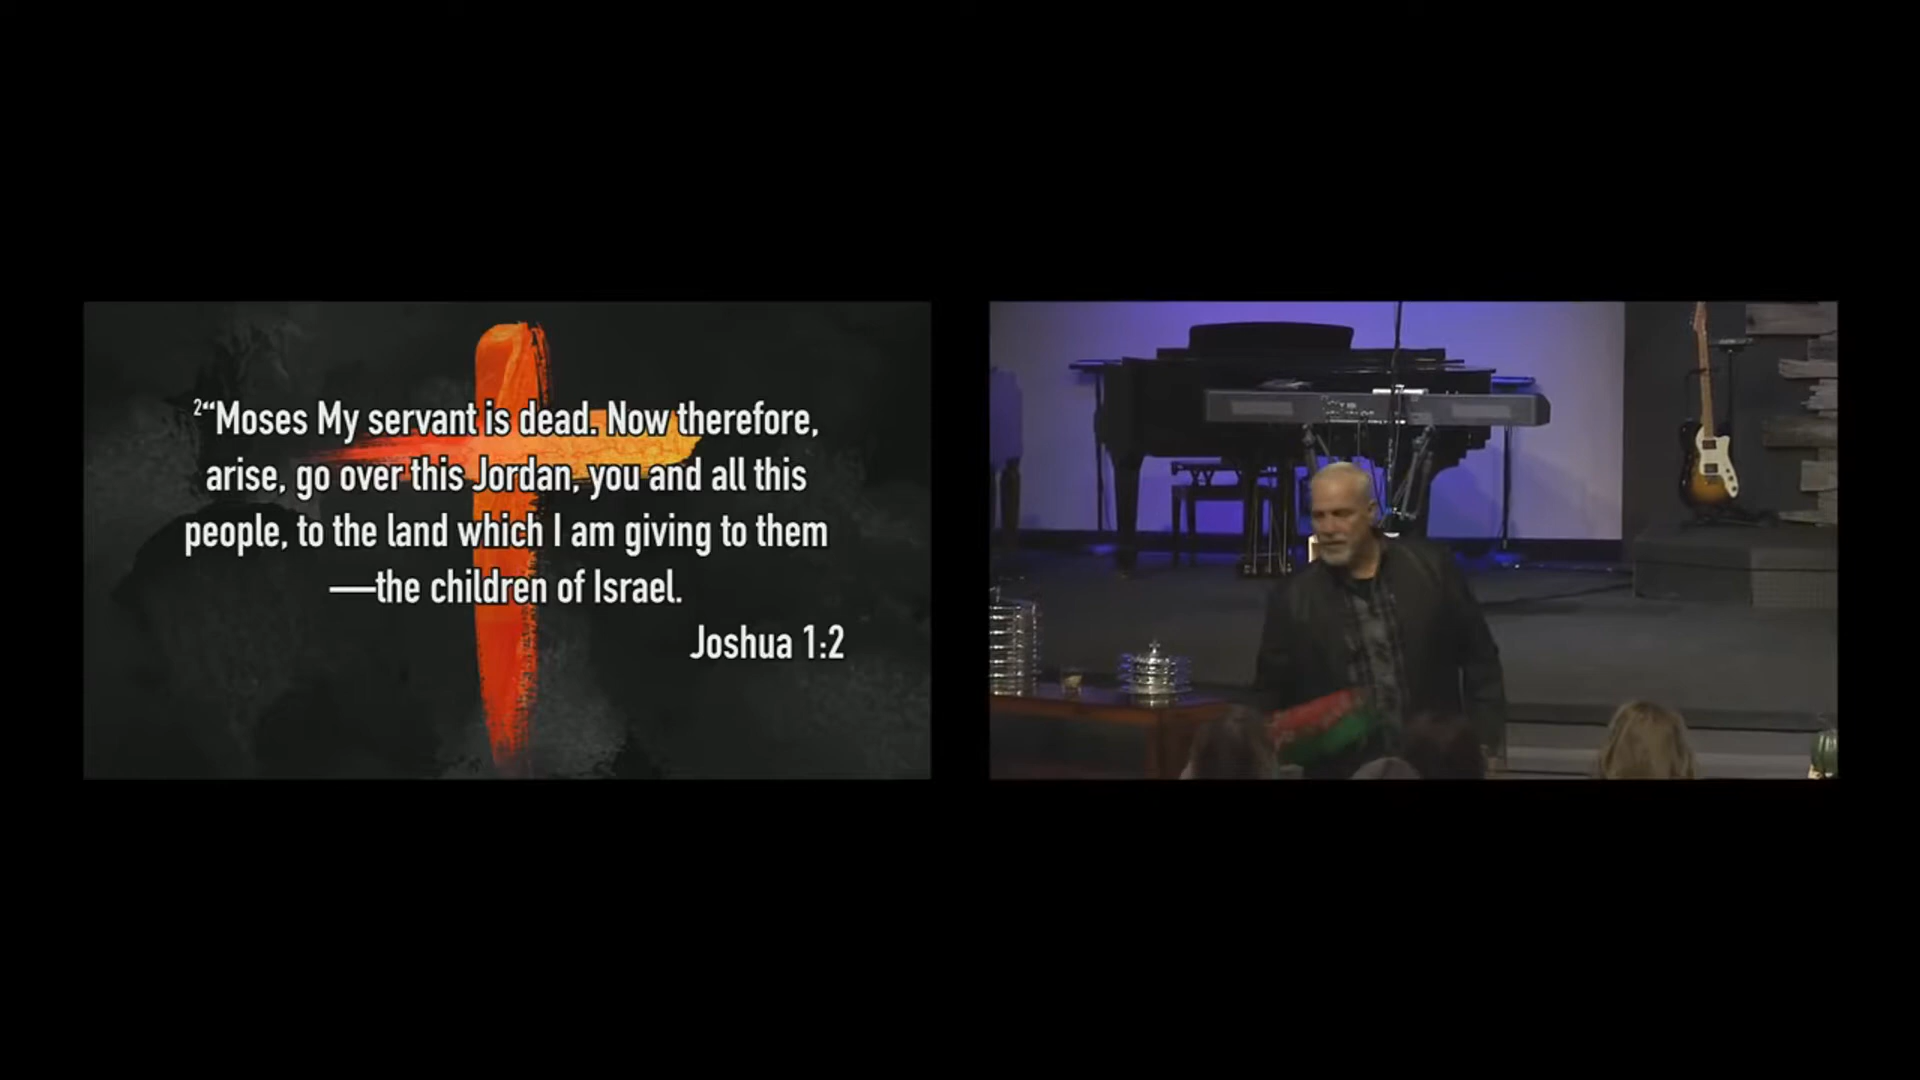 2“Moses My servant is dead. Now therefore,
arise, go over this Jordan, you and all this
people, to the land which I am giving to them
—the children of Israel.
Joshua 1:2